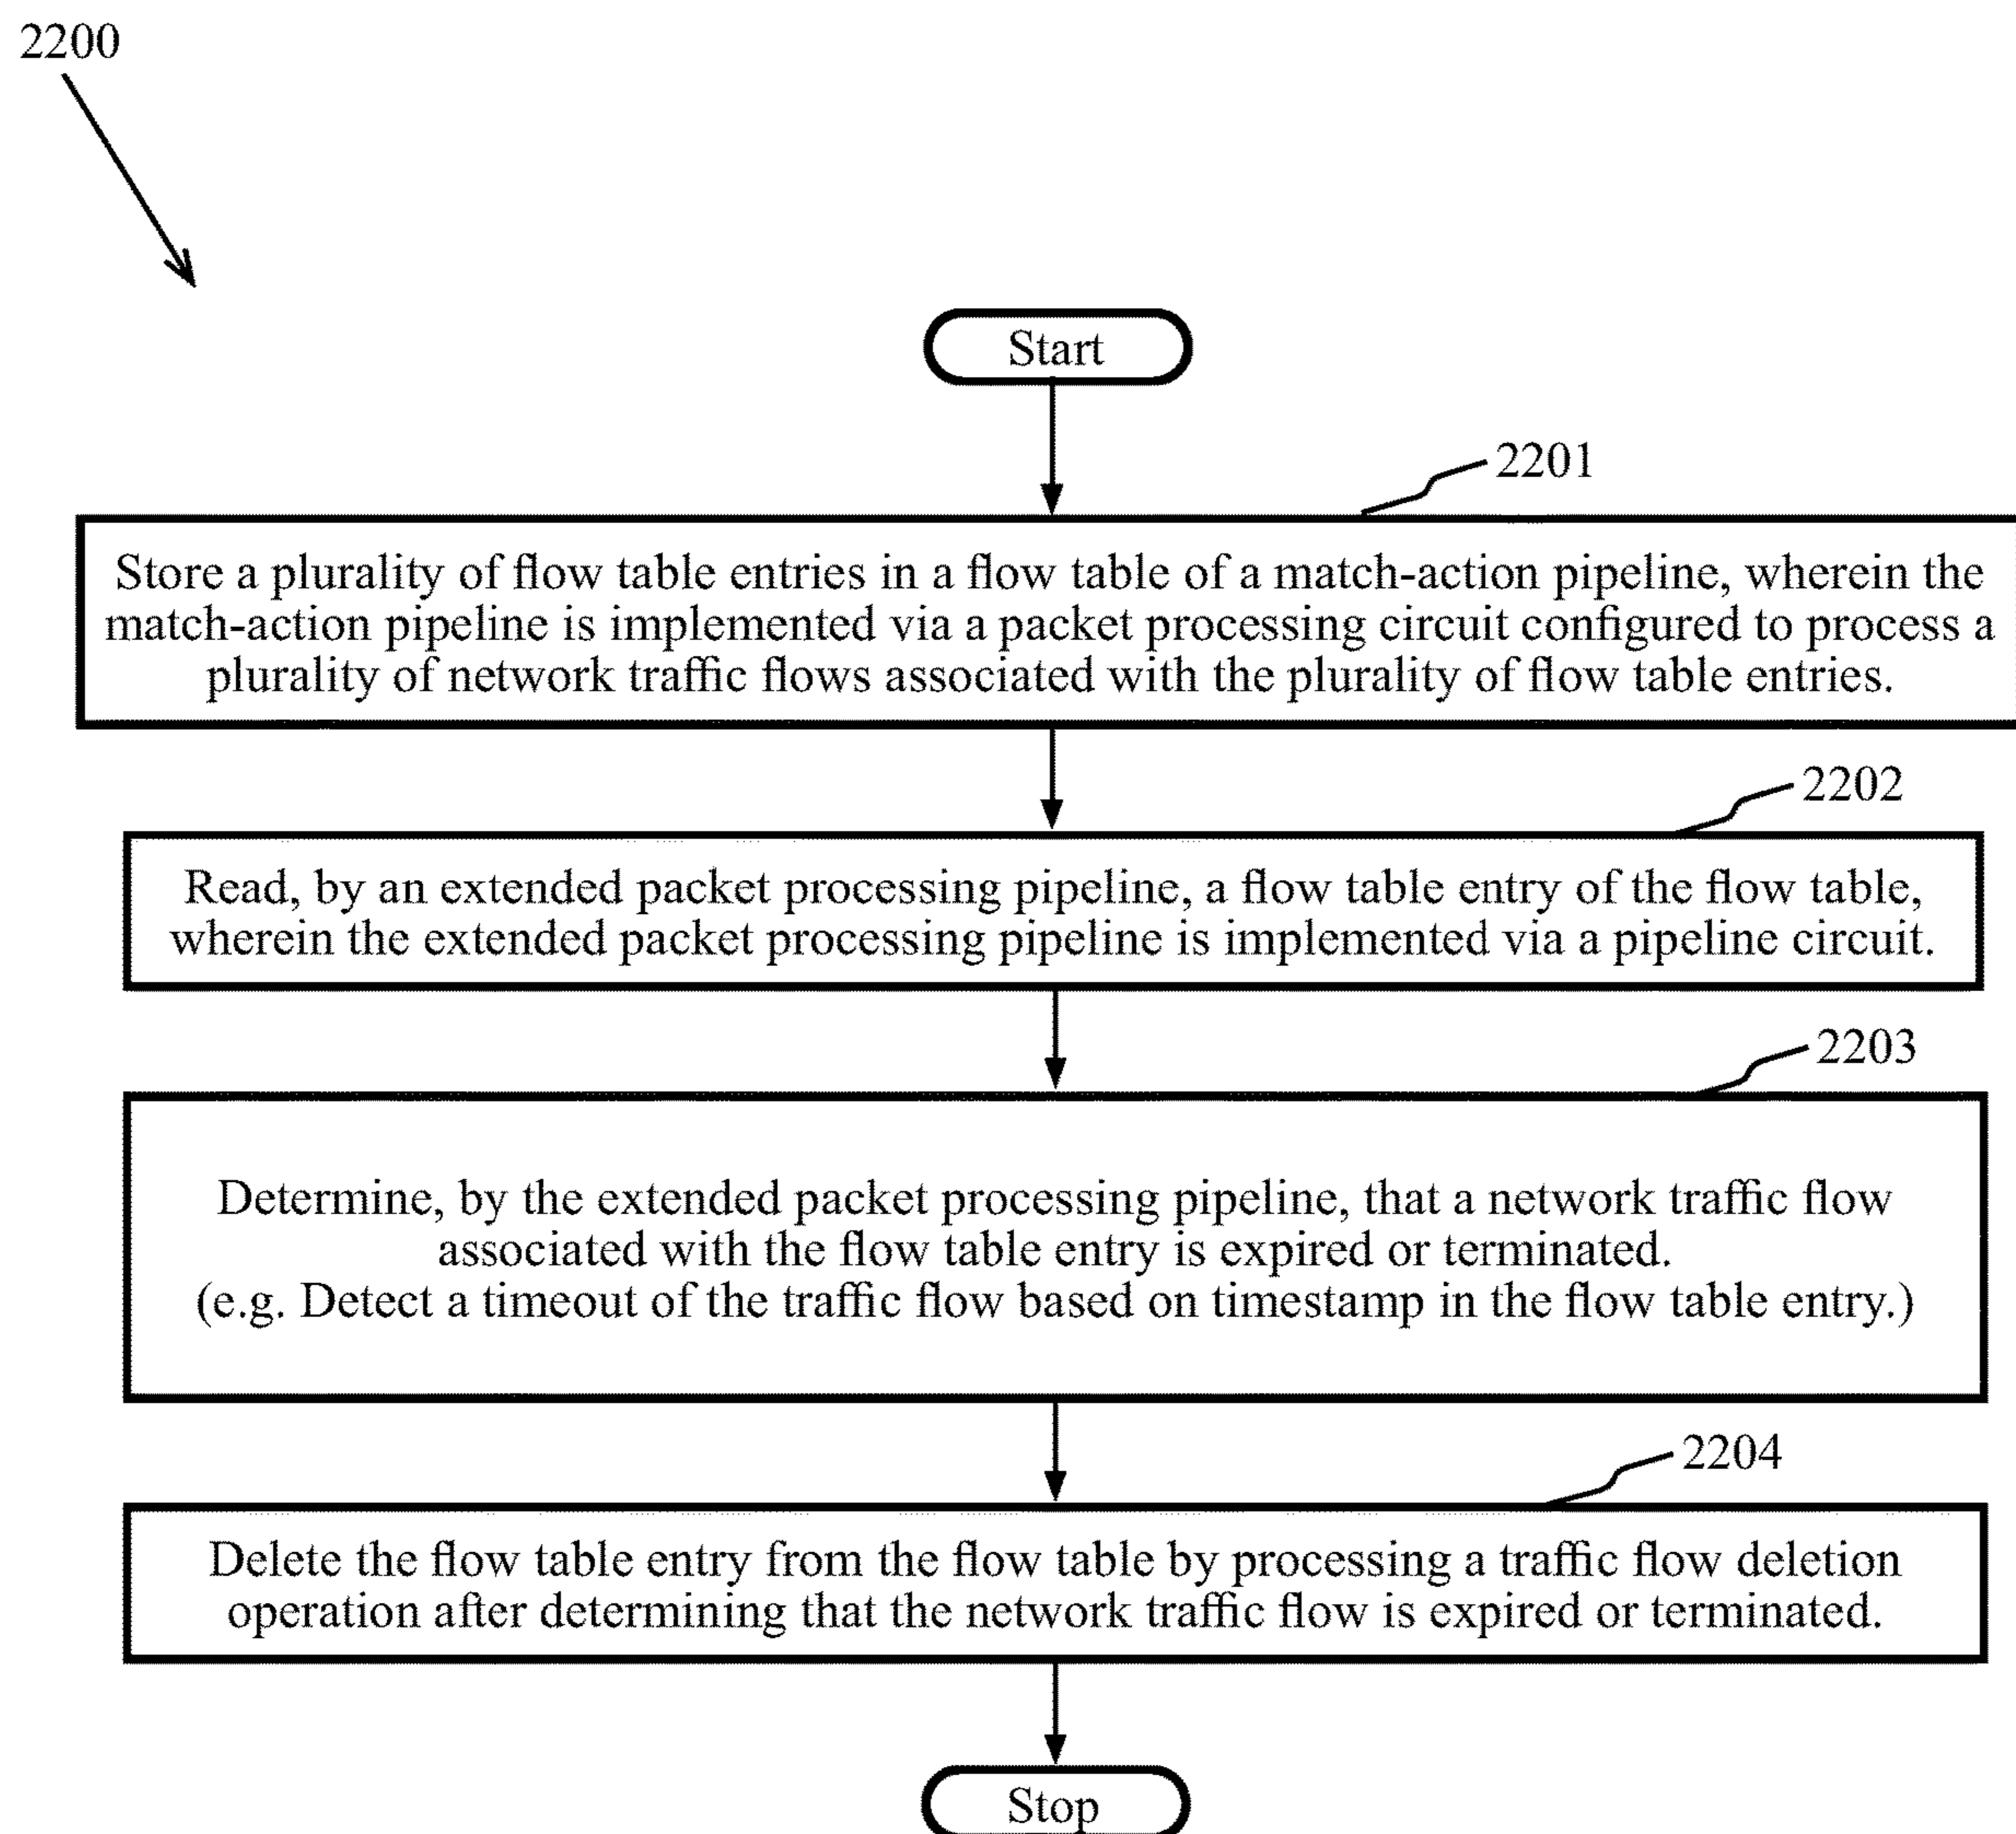 2200
Start
2201
Store a plurality of flow table entries in a flow table of a match-action pipeline, wherein the
match-action pipeline is implemented via a packet processing circuit configured to process a
plurality of network traffic flows associated with the plurality of flow table entries.
2202
Read, by an extended packet processing pipeline, a flow table entry of the flow table,
wherein the extended packet processing pipeline is implemented via a pipeline circuit.
2203
Determine, by the extended packet processing pipeline, that a network traffic flow
associated with the flow table entry is expired or terminated.
(e.g. Detect a timeout of the traffic flow based on timestamp in the flow table entry.)
2204
Delete the flow table entry from the flow table by processing a traffic flow deletion
operation after determining that the network traffic flow is expired or terminated.
Stop